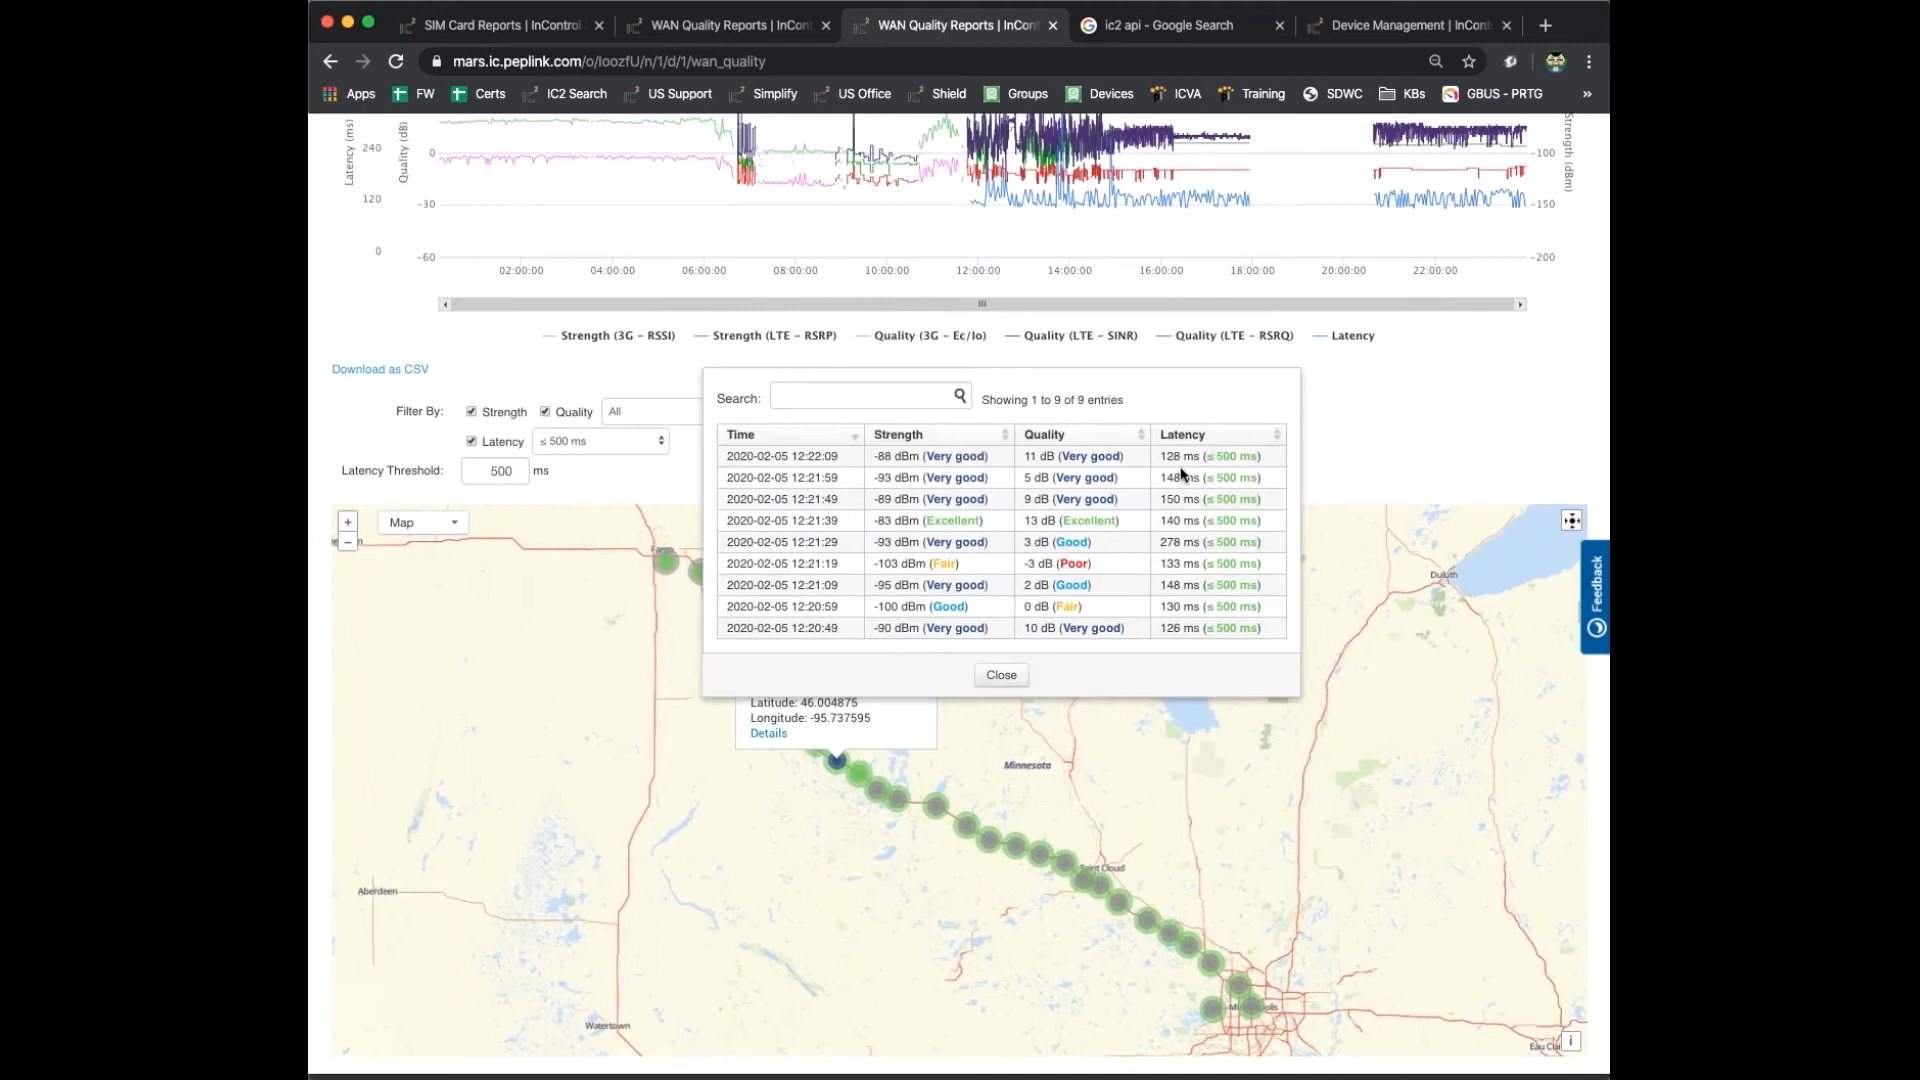 SIM Card Reports | InControl
WAN Quality Reports | InCon
WAN Quality Reports | InCont
ic2 api - Google Search
Device Management | InCont
mars.ic.peplink.com/o/IoozfU/n/1/d/1/wan_quality
Apps FW Certs IC2 Search US Support Simplify US Office Shield Groups Devices ICVA Training SDWC KBs GBUS - PRTG »
Latency (ms)
240
120
0
Quality (dB)
0
-30
-60
Strength (dBm)
-100
-150
-200
02:00:00 04:00:00 06:00:00 08:00:00 10:00:00 12:00:00 14:00:00 16:00:00 18:00:00 20:00:00 22:00:00
Strength (3G - RSSI) Strength (LTE - RSRP) Quality (3G - Ec/Io) Quality (LTE - SINR) Quality (LTE - RSRQ) Latency
Download as CSV
Filter By: Strength Quality All
Latency ≤ 500 ms
Latency Threshold: 500 ms
Search: Showing 1 to 9 of 9 entries
Time Strength Quality Latency
2020-02-05 12:22:09 -88 dBm (Very good) 11 dB (Very good) 128 ms (≤ 500 ms)
2020-02-05 12:21:59 -93 dBm (Very good) 5 dB (Very good) 148 ms (≤ 500 ms)
2020-02-05 12:21:49 -89 dBm (Very good) 9 dB (Very good) 150 ms (≤ 500 ms)
2020-02-05 12:21:39 -83 dBm (Excellent) 13 dB (Excellent) 140 ms (≤ 500 ms)
2020-02-05 12:21:29 -93 dBm (Very good) 3 dB (Good) 278 ms (≤ 500 ms)
2020-02-05 12:21:19 -103 dBm (Fair) -3 dB (Poor) 133 ms (≤ 500 ms)
2020-02-05 12:21:09 -95 dBm (Very good) 2 dB (Good) 148 ms (≤ 500 ms)
2020-02-05 12:20:59 -100 dBm (Good) 0 dB (Fair) 130 ms (≤ 500 ms)
2020-02-05 12:20:49 -90 dBm (Very good) 10 dB (Very good) 126 ms (≤ 500 ms)
Close
+
Map
-
Fargo
Duluth
Feedback
Latitude: 46.004875
Longitude: -95.737595
Details
Minnesota
Saint Cloud
Aberdeen
Watertown
Eau Clai
i